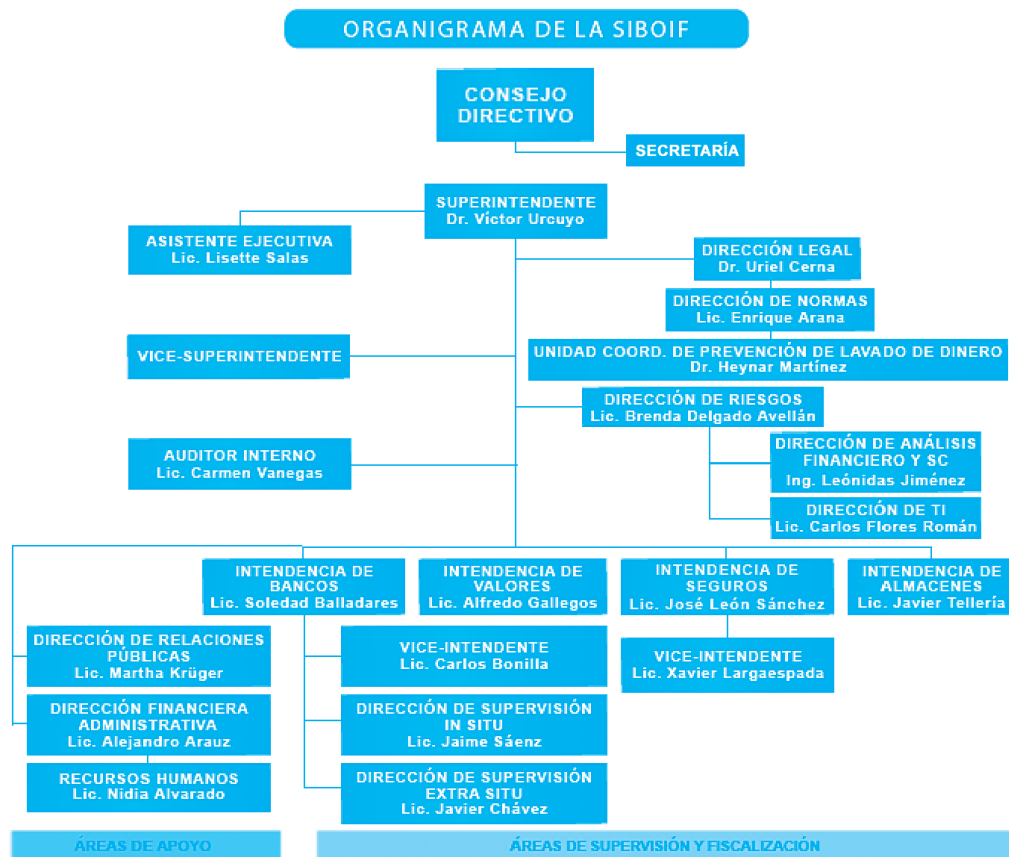 ORGANIGRAMA DE LA SIBOIF
CONSEJO
DIRECTIVO
SECRETARÍA
SUPERINTENDENTE
Dr. Víctor Urcuyo
ASISTENTE EJECUTIVA
Lic. Lisette Salas
DIRECCIÓN LEGAL
Dr. Uriel Cerna
DIRECCIÓN DE NORMAS
Lic. Enrique Arana
VICE-SUPERINTENDENTE
UNIDAD COORD. DE PREVENCIÓN DE LAVADO DE DINERO
Dr. Heynar Martínez
DIRECCIÓN DE RIESGOS
Lic. Brenda Delgado Avellán
AUDITOR INTERNO
Lic. Carmen Vanegas
DIRECCIÓN DE ANÁLISIS
FINANCIERO Y SC
Ing. Leónidas Jiménez
DIRECCIÓN DE TI
Lic. Carlos Flores Román
INTENDENCIA DE
BANCOS
Lic. Soledad Balladares
INTENDENCIA DE
VALORES
Lic. Alfredo Gallegos
INTENDENCIA DE
SEGUROS
Lic. José León Sánchez
INTENDENCIA DE
ALMACENES
Lic. Javier Tellería
DIRECCIÓN DE RELACIONES
PÚBLICAS
Lic. Martha Krüger
VICE-INTENDENTE
Lic. Carlos Bonilla
VICE-INTENDENTE
Lic. Xavier Largaespada
DIRECCIÓN FINANCIERA
ADMINISTRATIVA
Lic. Alejandro Arauz
DIRECCIÓN DE SUPERVISIÓN
IN SITU
Lic. Jaime Sáenz
RECURSOS HUMANOS
Lic. Nidia Alvarado
DIRECCIÓN DE SUPERVISIÓN
EXTRA SITU
Lic. Javier Chávez
ÁREAS DE APOYO
ÁREAS DE SUPERVISIÓN Y FISCALIZACIÓN